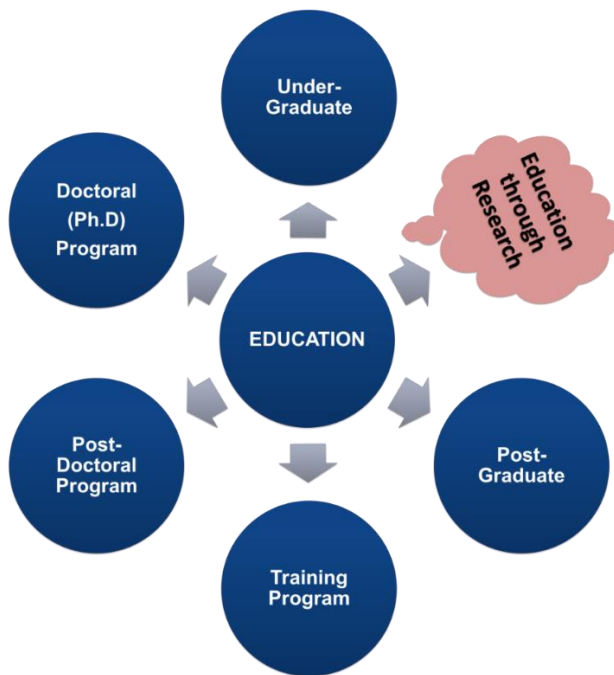 Under-
Graduate
Education
through
Research
Doctoral
(Ph.D)
Program
EDUCATION
Post-
Doctoral
Program
Post-
Graduate
Training
Program